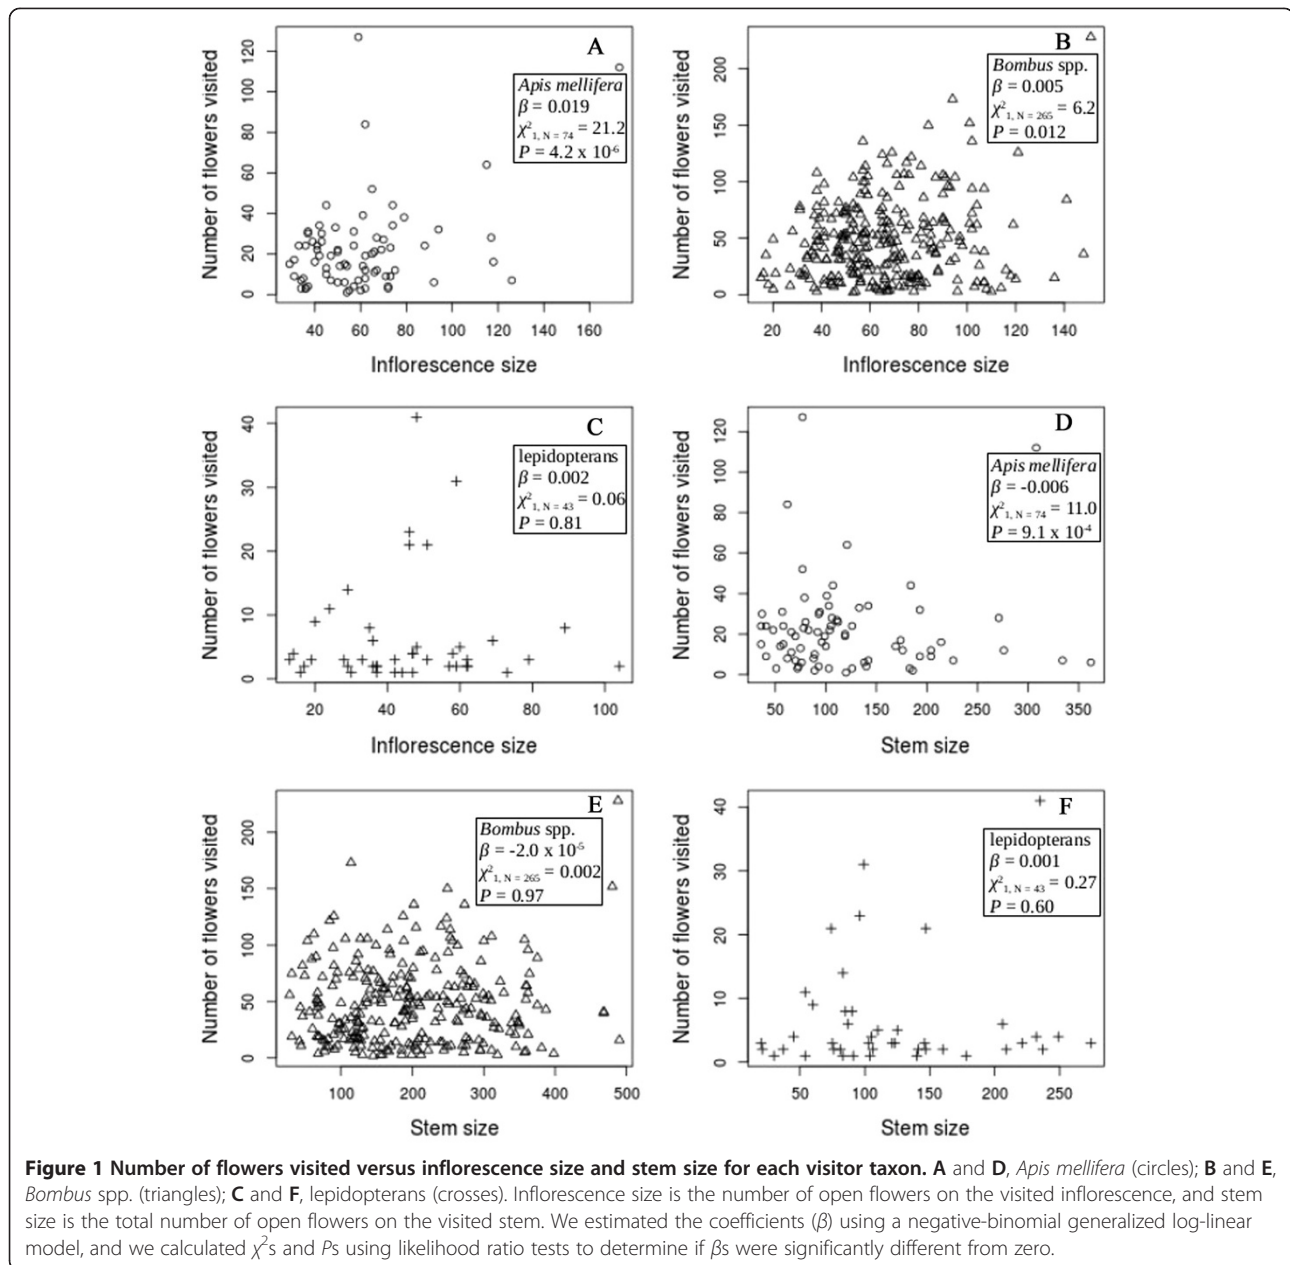 A
Apis mellifera
β = 0.019
χ²1, N = 74 = 21.2
P = 4.2 x 10-6
Number of flowers visited
0 20 40 60 80 100 120
40 60 80 100 120 140 160
Inflorescence size
B
Bombus spp.
β = 0.005
χ²1, N = 265 = 6.2
P = 0.012
Number of flowers visited
0 50 100 150 200
20 40 60 80 100 120 140
Inflorescence size
C
lepidopterans
β = 0.002
χ²1, N = 43 = 0.06
P = 0.81
Number of flowers visited
0 10 20 30 40
20 40 60 80 100
Inflorescence size
D
Apis mellifera
β = -0.006
χ²1, N = 74 = 11.0
P = 9.1 x 10-4
Number of flowers visited
0 20 40 60 80 100 120
50 100 150 200 250 300 350
Stem size
E
Bombus spp.
β = -2.0 x 10-5
χ²1, N = 265 = 0.002
P = 0.97
Number of flowers visited
0 50 100 150 200
100 200 300 400 500
Stem size
F
lepidopterans
β = 0.001
χ²1, N = 43 = 0.27
P = 0.60
Number of flowers visited
0 10 20 30 40
50 100 150 200 250
Stem size
Figure 1 Number of flowers visited versus inflorescence size and stem size for each visitor taxon. A and D, Apis mellifera (circles); B and E,
Bombus spp. (triangles); C and F, lepidopterans (crosses). Inflorescence size is the number of open flowers on the visited inflorescence, and stem
size is the total number of open flowers on the visited stem. We estimated the coefficients (β) using a negative-binomial generalized log-linear
model, and we calculated χ²s and Ps using likelihood ratio tests to determine if βs were significantly different from zero.